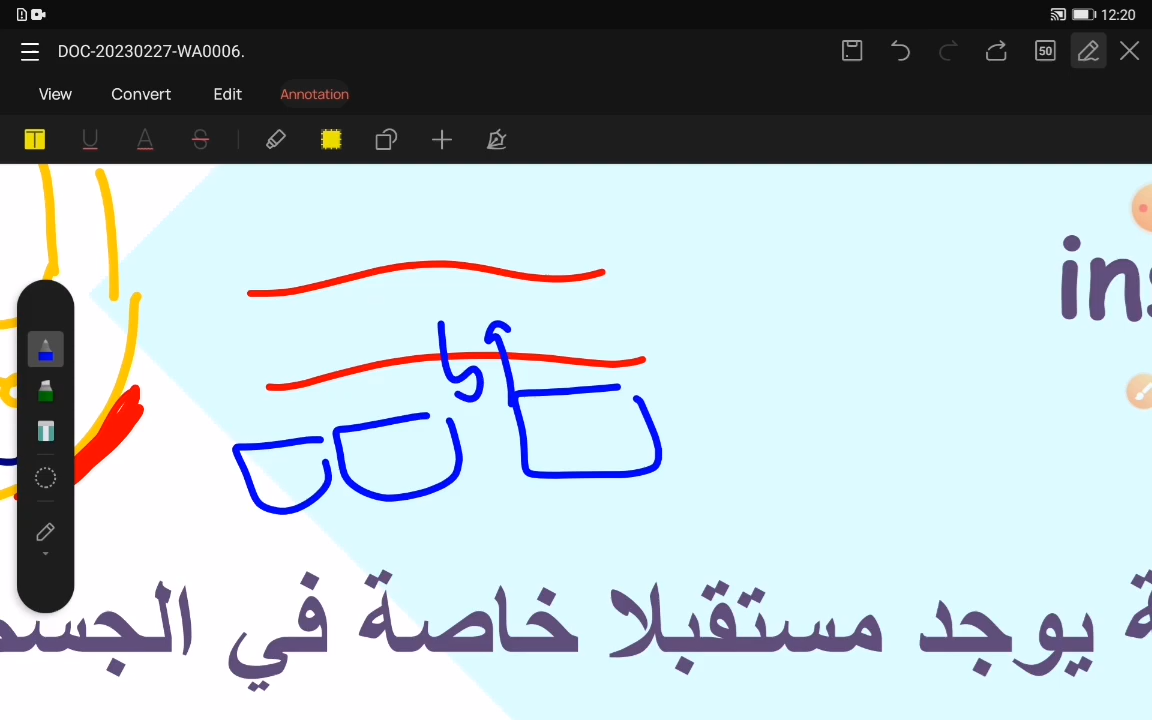 12:20
DOC-20230227-WA0006.
50
View Convert Edit Annotation
T U A S
ins
ة يوجد مستقبلا خاصة في الجسم